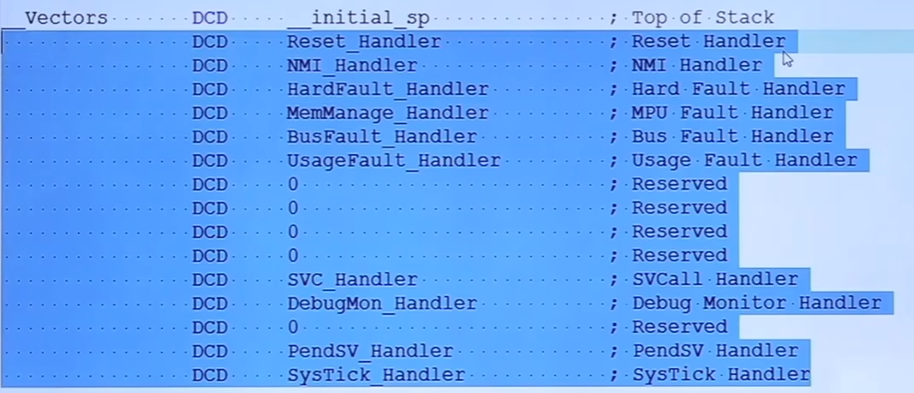 __Vectors DCD __initial_sp ; Top of Stack
DCD Reset_Handler ; Reset Handler
DCD NMI_Handler ; NMI Handler
DCD HardFault_Handler ; Hard Fault Handler
DCD MemManage_Handler ; MPU Fault Handler
DCD BusFault_Handler ; Bus Fault Handler
DCD UsageFault_Handler ; Usage Fault Handler
DCD 0 ; Reserved
DCD 0 ; Reserved
DCD 0 ; Reserved
DCD 0 ; Reserved
DCD SVC_Handler ; SVCall Handler
DCD DebugMon_Handler ; Debug Monitor Handler
DCD 0 ; Reserved
DCD PendSV_Handler ; PendSV Handler
DCD SysTick_Handler ; SysTick Handler